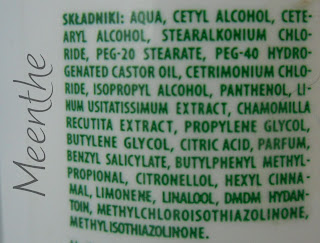 SKŁADNIKI: AQUA, CETYL ALCOHOL, CETE-
ARYL ALCOHOL, STEARALKONIUM CHLO-
RIDE, PEG-20 STEARATE, PEG-40 HYDRO-
GENATED CASTOR OIL, CETRIMONIUM CHLO-
RIDE, ISOPROPYL ALCOHOL, PANTHENOL, LI-
NUM USITATISSIMUM EXTRACT, CHAMOMILLA
RECUTITA EXTRACT, PROPYLENE GLYCOL,
BUTYLENE GLYCOL, CITRIC ACID, PARFUM,
BENZYL SALICYLATE, BUTYLPHENYL METHYL-
PROPIONAL, CITRONELLOL, HEXYL CINNA-
MAL, LIMONENE, LINALOOL, DMDM HYDAN-
TOIN, METHYLCHLOROISOTHIAZOLINONE,
METHYLISOTHIAZOLINONE.
Meenthe